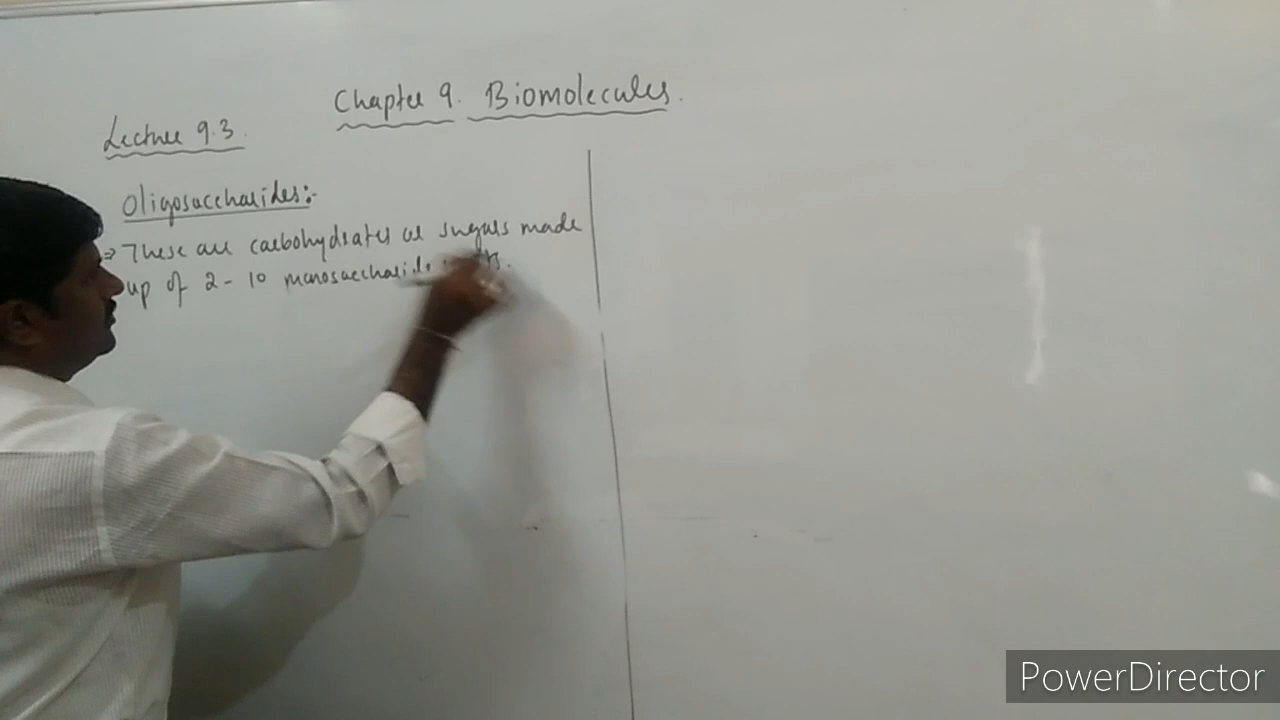 Chapter 9. Biomolecules.
Lecture 9.3.
Oligosaccharides:-
⇒ These are carbohydrates or sugars made
up of 2 - 10 monosaccharide
PowerDirector